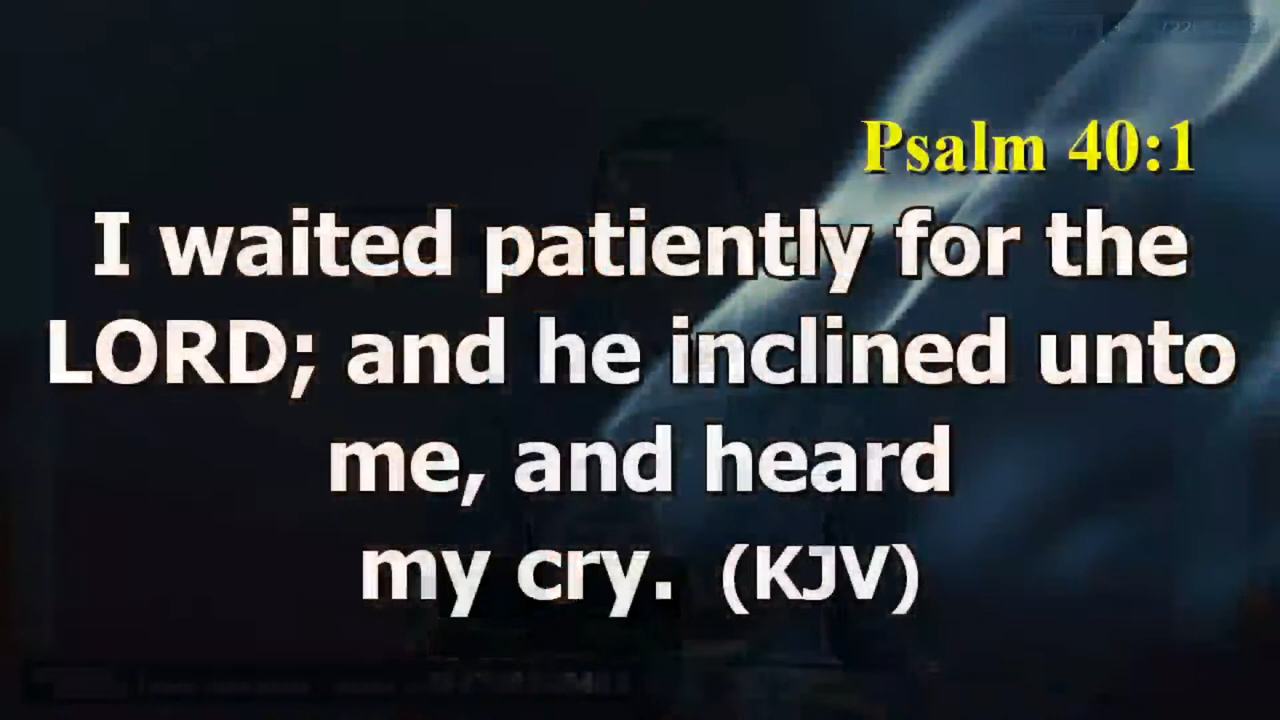 Psalm 40:1
I waited patiently for the
LORD; and he inclined unto
me, and heard
my cry. (KJV)